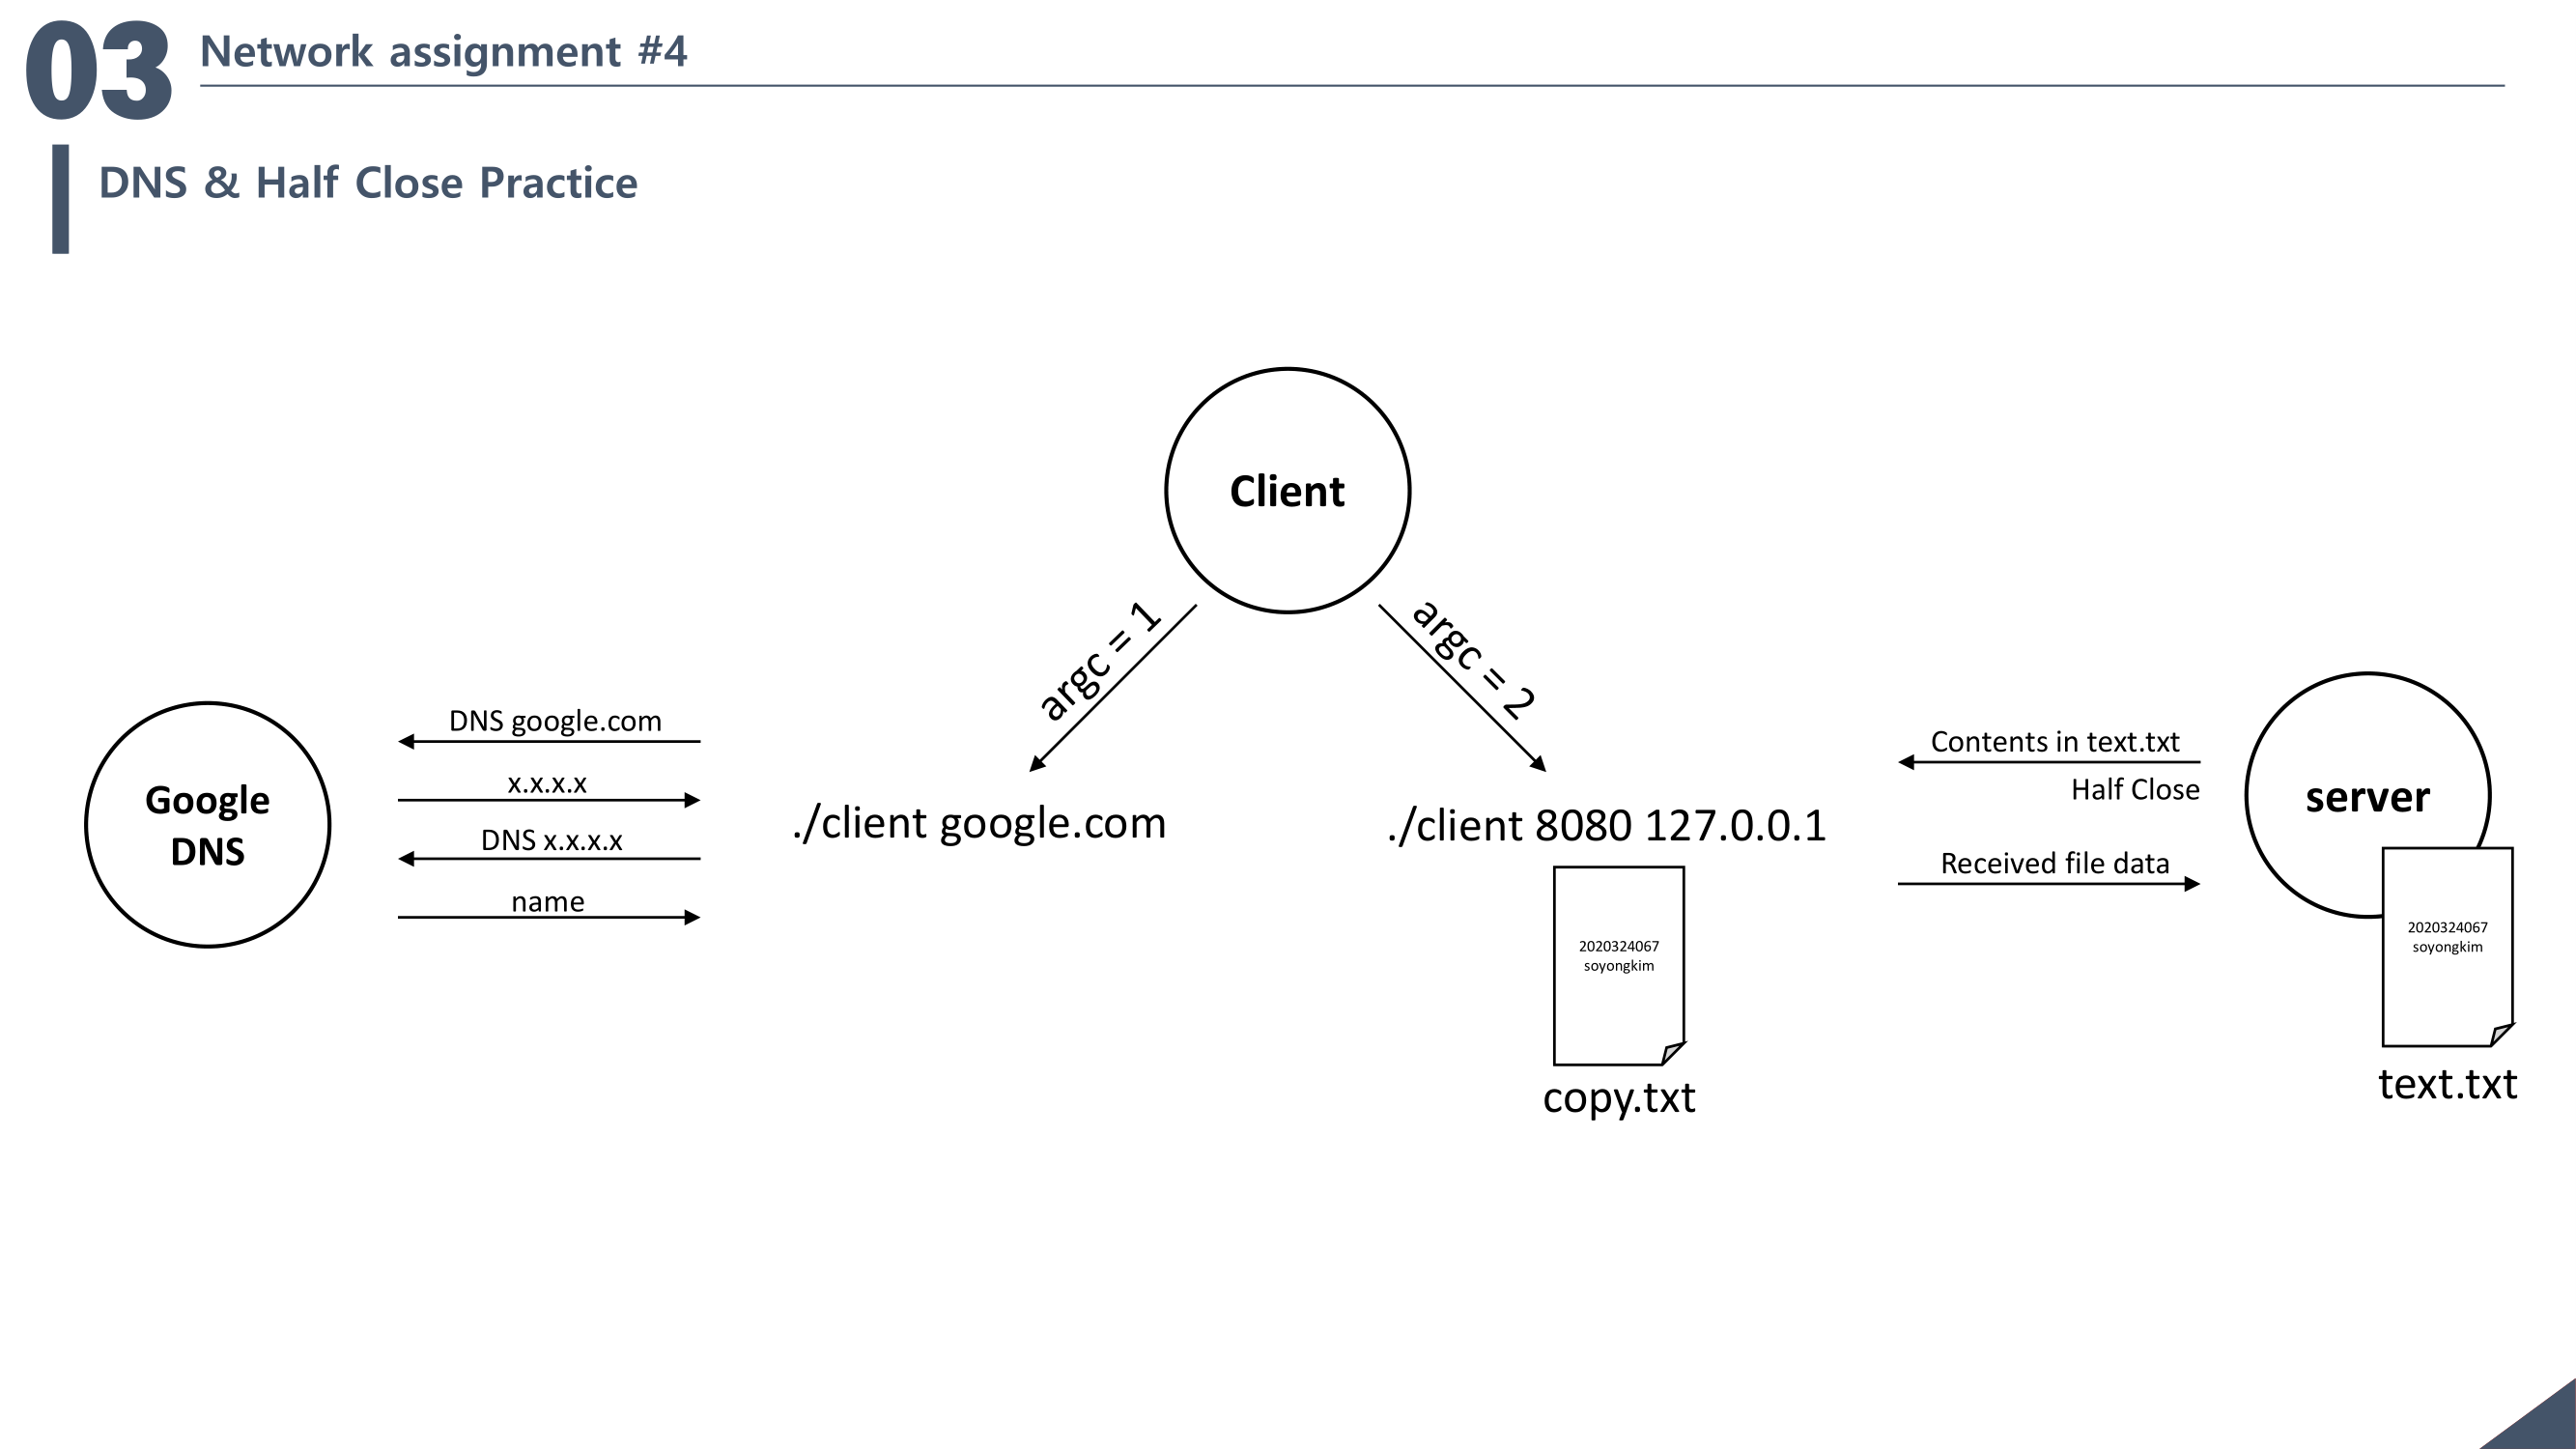 03
Network assignment #4
DNS & Half Close Practice
Client
argc = 1
argc = 2
Google
DNS
DNS google.com
x.x.x.x
DNS x.x.x.x
name
./client google.com
./client 8080 127.0.0.1
2020324067
soyongkim
copy.txt
Contents in text.txt
Half Close
Received file data
server
2020324067
soyongkim
text.txt